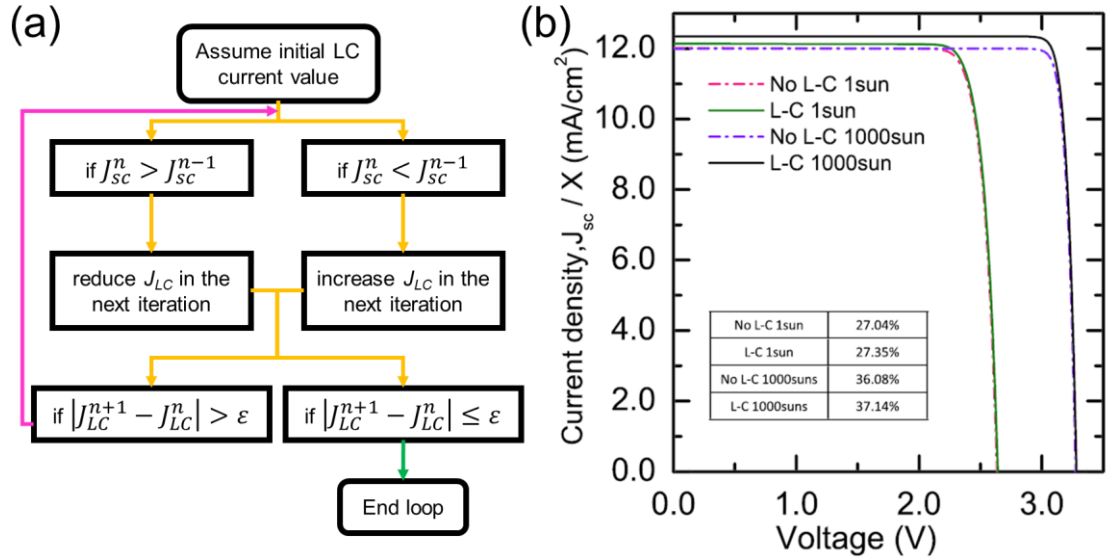 (a)
Assume initial LC
current value
if J_{SC}^{n} > J_{SC}^{n-1}
if J_{SC}^{n} < J_{SC}^{n-1}
reduce J_{LC} in the
next iteration
increase J_{LC} in the
next iteration
if |J_{LC}^{n+1} − J_{LC}^{n}| > ε
if |J_{LC}^{n+1} − J_{LC}^{n}| ≤ ε
End loop
(b)
Current density,J_{sc} / X (mA/cm²)
12.0
10.0
8.0
6.0
4.0
2.0
0.0
No L-C 1sun
L-C 1sun
No L-C 1000sun
L-C 1000sun
No L-C 1sun 27.04%
L-C 1sun 27.35%
No L-C 1000suns 36.08%
L-C 1000suns 37.14%
0.0 1.0 2.0 3.0
Voltage (V)